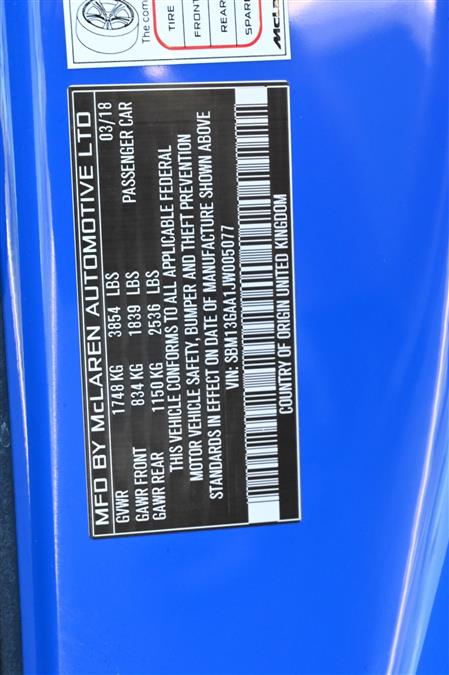 The com
TIRE
FRONT
REAR
SPARE
McLa
MFD BY McLAREN AUTOMOTIVE LTD
03/18
GVWR 1748 KG 3854 LBS
GAWR FRONT 834 KG 1839 LBS PASSENGER CAR
GAWR REAR 1150 KG 2536 LBS
THIS VEHICLE CONFORMS TO ALL APPLICABLE FEDERAL
MOTOR VEHICLE SAFETY, BUMPER AND THEFT PREVENTION
STANDARDS IN EFFECT ON DATE OF MANUFACTURE SHOWN ABOVE
VIN: SBM13GAA1JW005077
COUNTRY OF ORIGIN UNITED KINGDOM